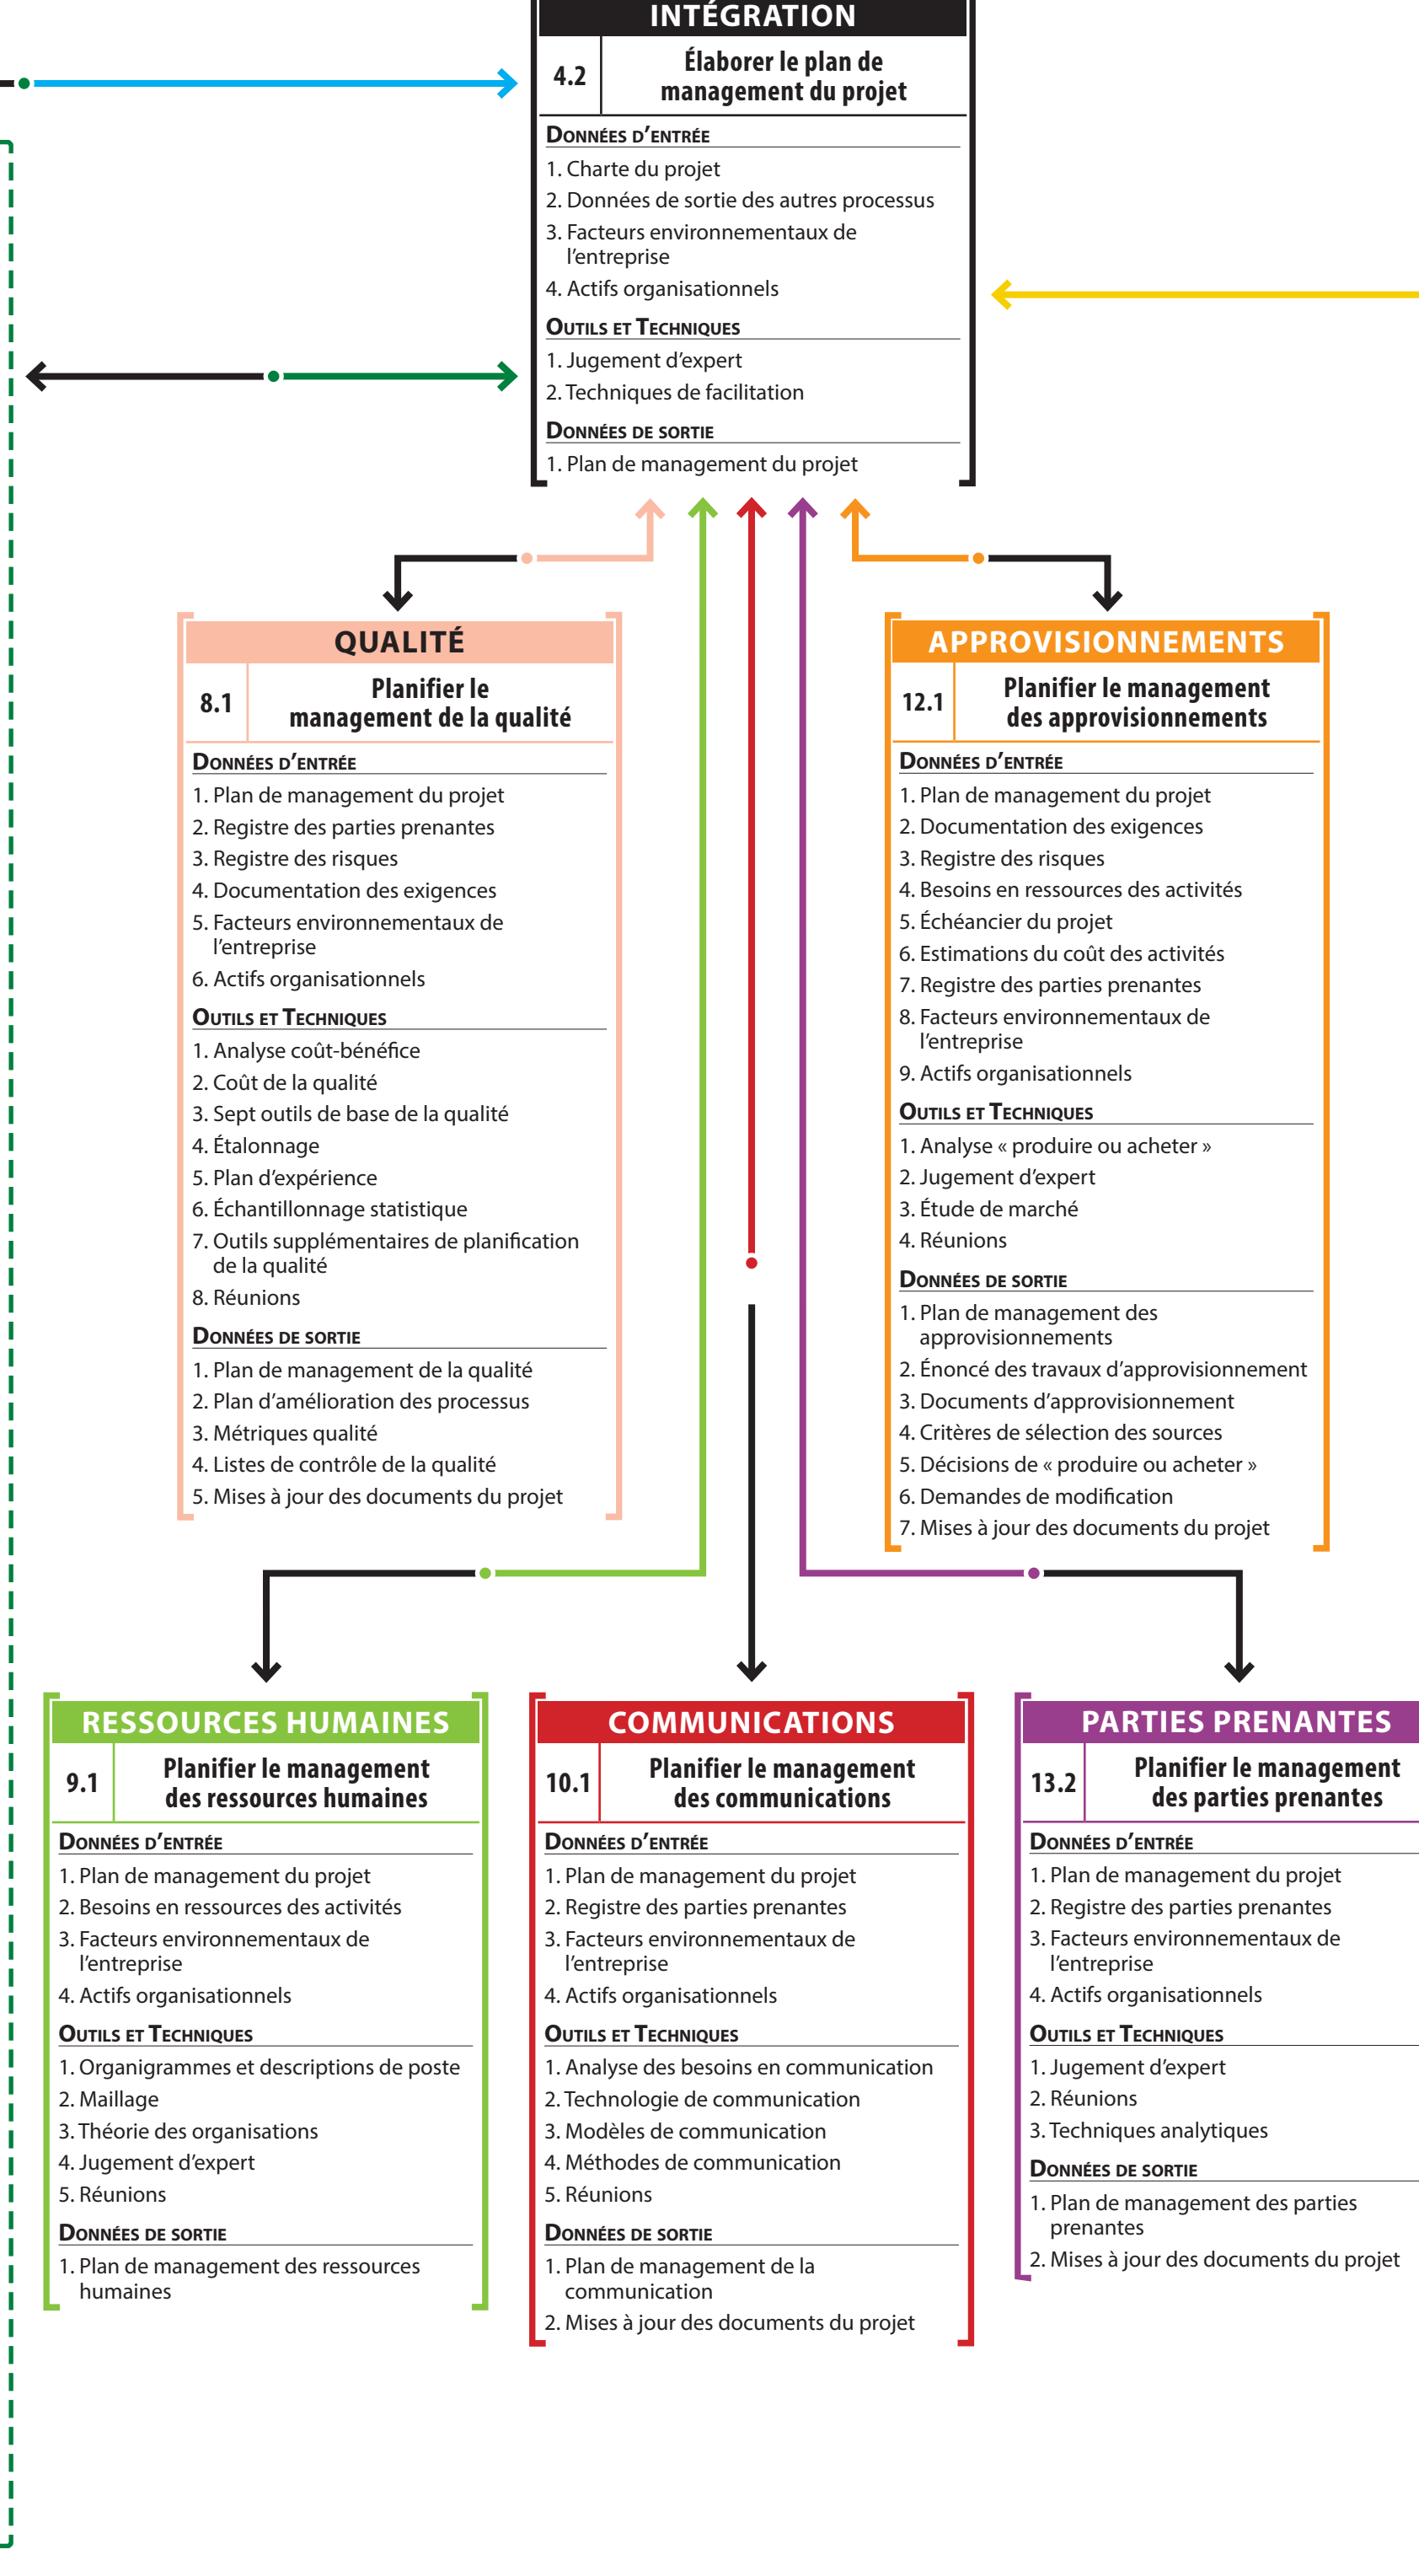 INTÉGRATION
4.2
Élaborer le plan de
management du projet
DONNÉES D’ENTRÉE
1. Charte du projet
2. Données de sortie des autres processus
3. Facteurs environnementaux de
l’entreprise
4. Actifs organisationnels
OUTILS ET TECHNIQUES
1. Jugement d’expert
2. Techniques de facilitation
DONNÉES DE SORTIE
1. Plan de management du projet
QUALITÉ
8.1
Planifier le
management de la qualité
DONNÉES D’ENTRÉE
1. Plan de management du projet
2. Registre des parties prenantes
3. Registre des risques
4. Documentation des exigences
5. Facteurs environnementaux de
l’entreprise
6. Actifs organisationnels
OUTILS ET TECHNIQUES
1. Analyse coût-bénéfice
2. Coût de la qualité
3. Sept outils de base de la qualité
4. Étalonnage
5. Plan d’expérience
6. Échantillonnage statistique
7. Outils supplémentaires de planification
de la qualité
8. Réunions
DONNÉES DE SORTIE
1. Plan de management de la qualité
2. Plan d’amélioration des processus
3. Métriques qualité
4. Listes de contrôle de la qualité
5. Mises à jour des documents du projet
APPROVISIONNEMENTS
12.1
Planifier le management
des approvisionnements
DONNÉES D’ENTRÉE
1. Plan de management du projet
2. Documentation des exigences
3. Registre des risques
4. Besoins en ressources des activités
5. Échéancier du projet
6. Estimations du coût des activités
7. Registre des parties prenantes
8. Facteurs environnementaux de
l’entreprise
9. Actifs organisationnels
OUTILS ET TECHNIQUES
1. Analyse « produire ou acheter »
2. Jugement d’expert
3. Étude de marché
4. Réunions
DONNÉES DE SORTIE
1. Plan de management des
approvisionnements
2. Énoncé des travaux d’approvisionnement
3. Documents d’approvisionnement
4. Critères de sélection des sources
5. Décisions de « produire ou acheter »
6. Demandes de modification
7. Mises à jour des documents du projet
RESSOURCES HUMAINES
9.1
Planifier le management
des ressources humaines
DONNÉES D’ENTRÉE
1. Plan de management du projet
2. Besoins en ressources des activités
3. Facteurs environnementaux de
l’entreprise
4. Actifs organisationnels
OUTILS ET TECHNIQUES
1. Organigrammes et descriptions de poste
2. Maillage
3. Théorie des organisations
4. Jugement d’expert
5. Réunions
DONNÉES DE SORTIE
1. Plan de management des ressources
humaines
COMMUNICATIONS
10.1
Planifier le management
des communications
DONNÉES D’ENTRÉE
1. Plan de management du projet
2. Registre des parties prenantes
3. Facteurs environnementaux de
l’entreprise
4. Actifs organisationnels
OUTILS ET TECHNIQUES
1. Analyse des besoins en communication
2. Technologie de communication
3. Modèles de communication
4. Méthodes de communication
5. Réunions
DONNÉES DE SORTIE
1. Plan de management de la
communication
2. Mises à jour des documents du projet
PARTIES PRENANTES
13.2
Planifier le management
des parties prenantes
DONNÉES D’ENTRÉE
1. Plan de management du projet
2. Registre des parties prenantes
3. Facteurs environnementaux de
l’entreprise
4. Actifs organisationnels
OUTILS ET TECHNIQUES
1. Jugement d’expert
2. Réunions
3. Techniques analytiques
DONNÉES DE SORTIE
1. Plan de management des parties
prenantes
2. Mises à jour des documents du projet